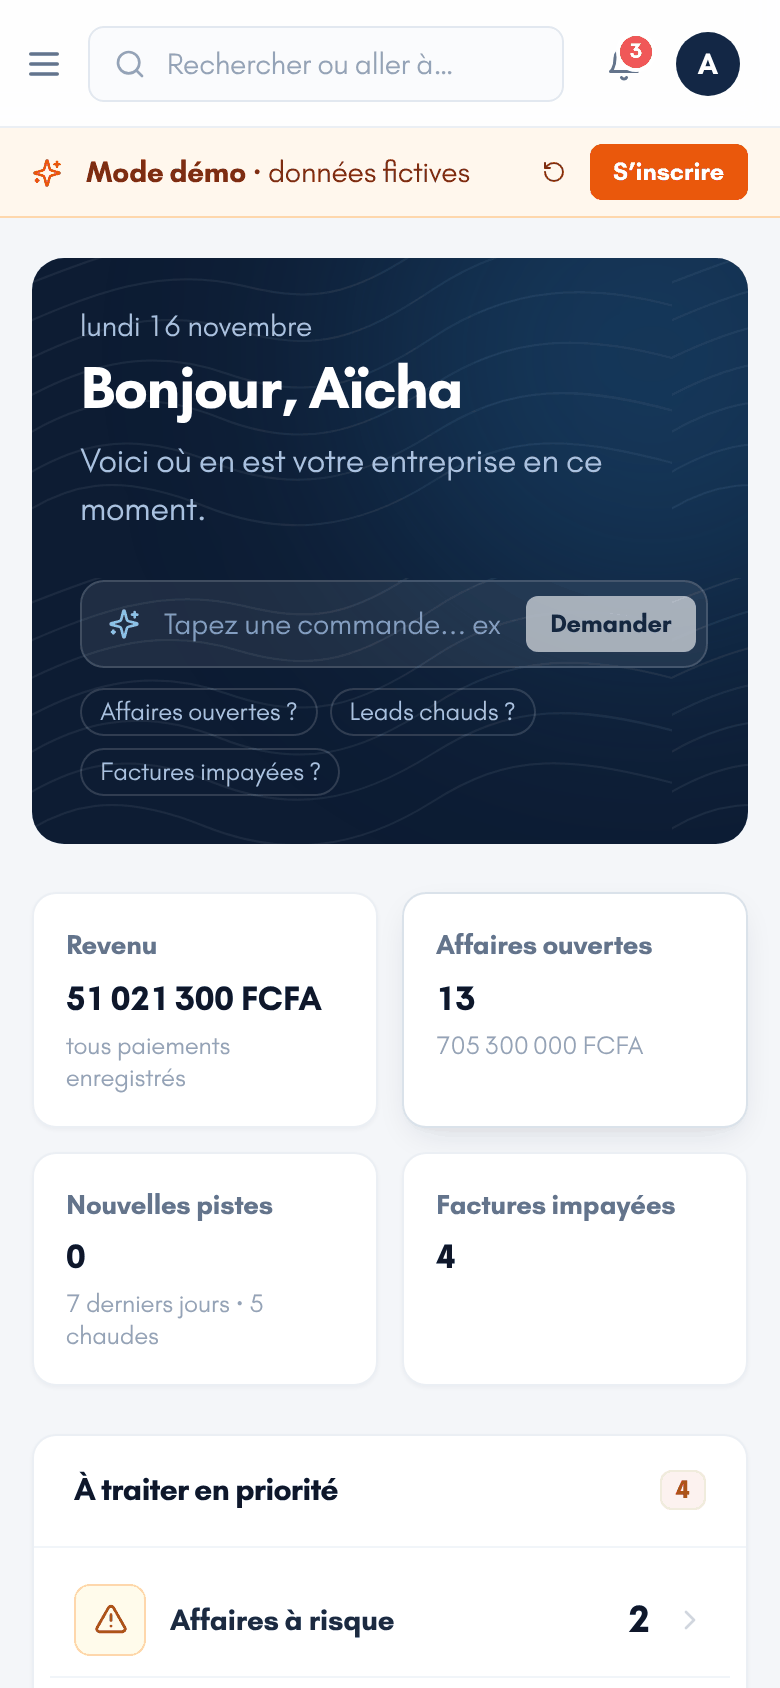 Rechercher ou aller à...
3
A
Mode démo · données fictives
S’inscrire
lundi 16 novembre
Bonjour, Aïcha
Voici où en est votre entreprise en ce
moment.
Tapez une commande... ex
Demander
Affaires ouvertes ?
Leads chauds ?
Factures impayées ?
Revenu
51 021 300 FCFA
tous paiements
enregistrés
Affaires ouvertes
13
705 300 000 FCFA
Nouvelles pistes
0
7 derniers jours · 5
chaudes
Factures impayées
4
À traiter en priorité
4
Affaires à risque
2